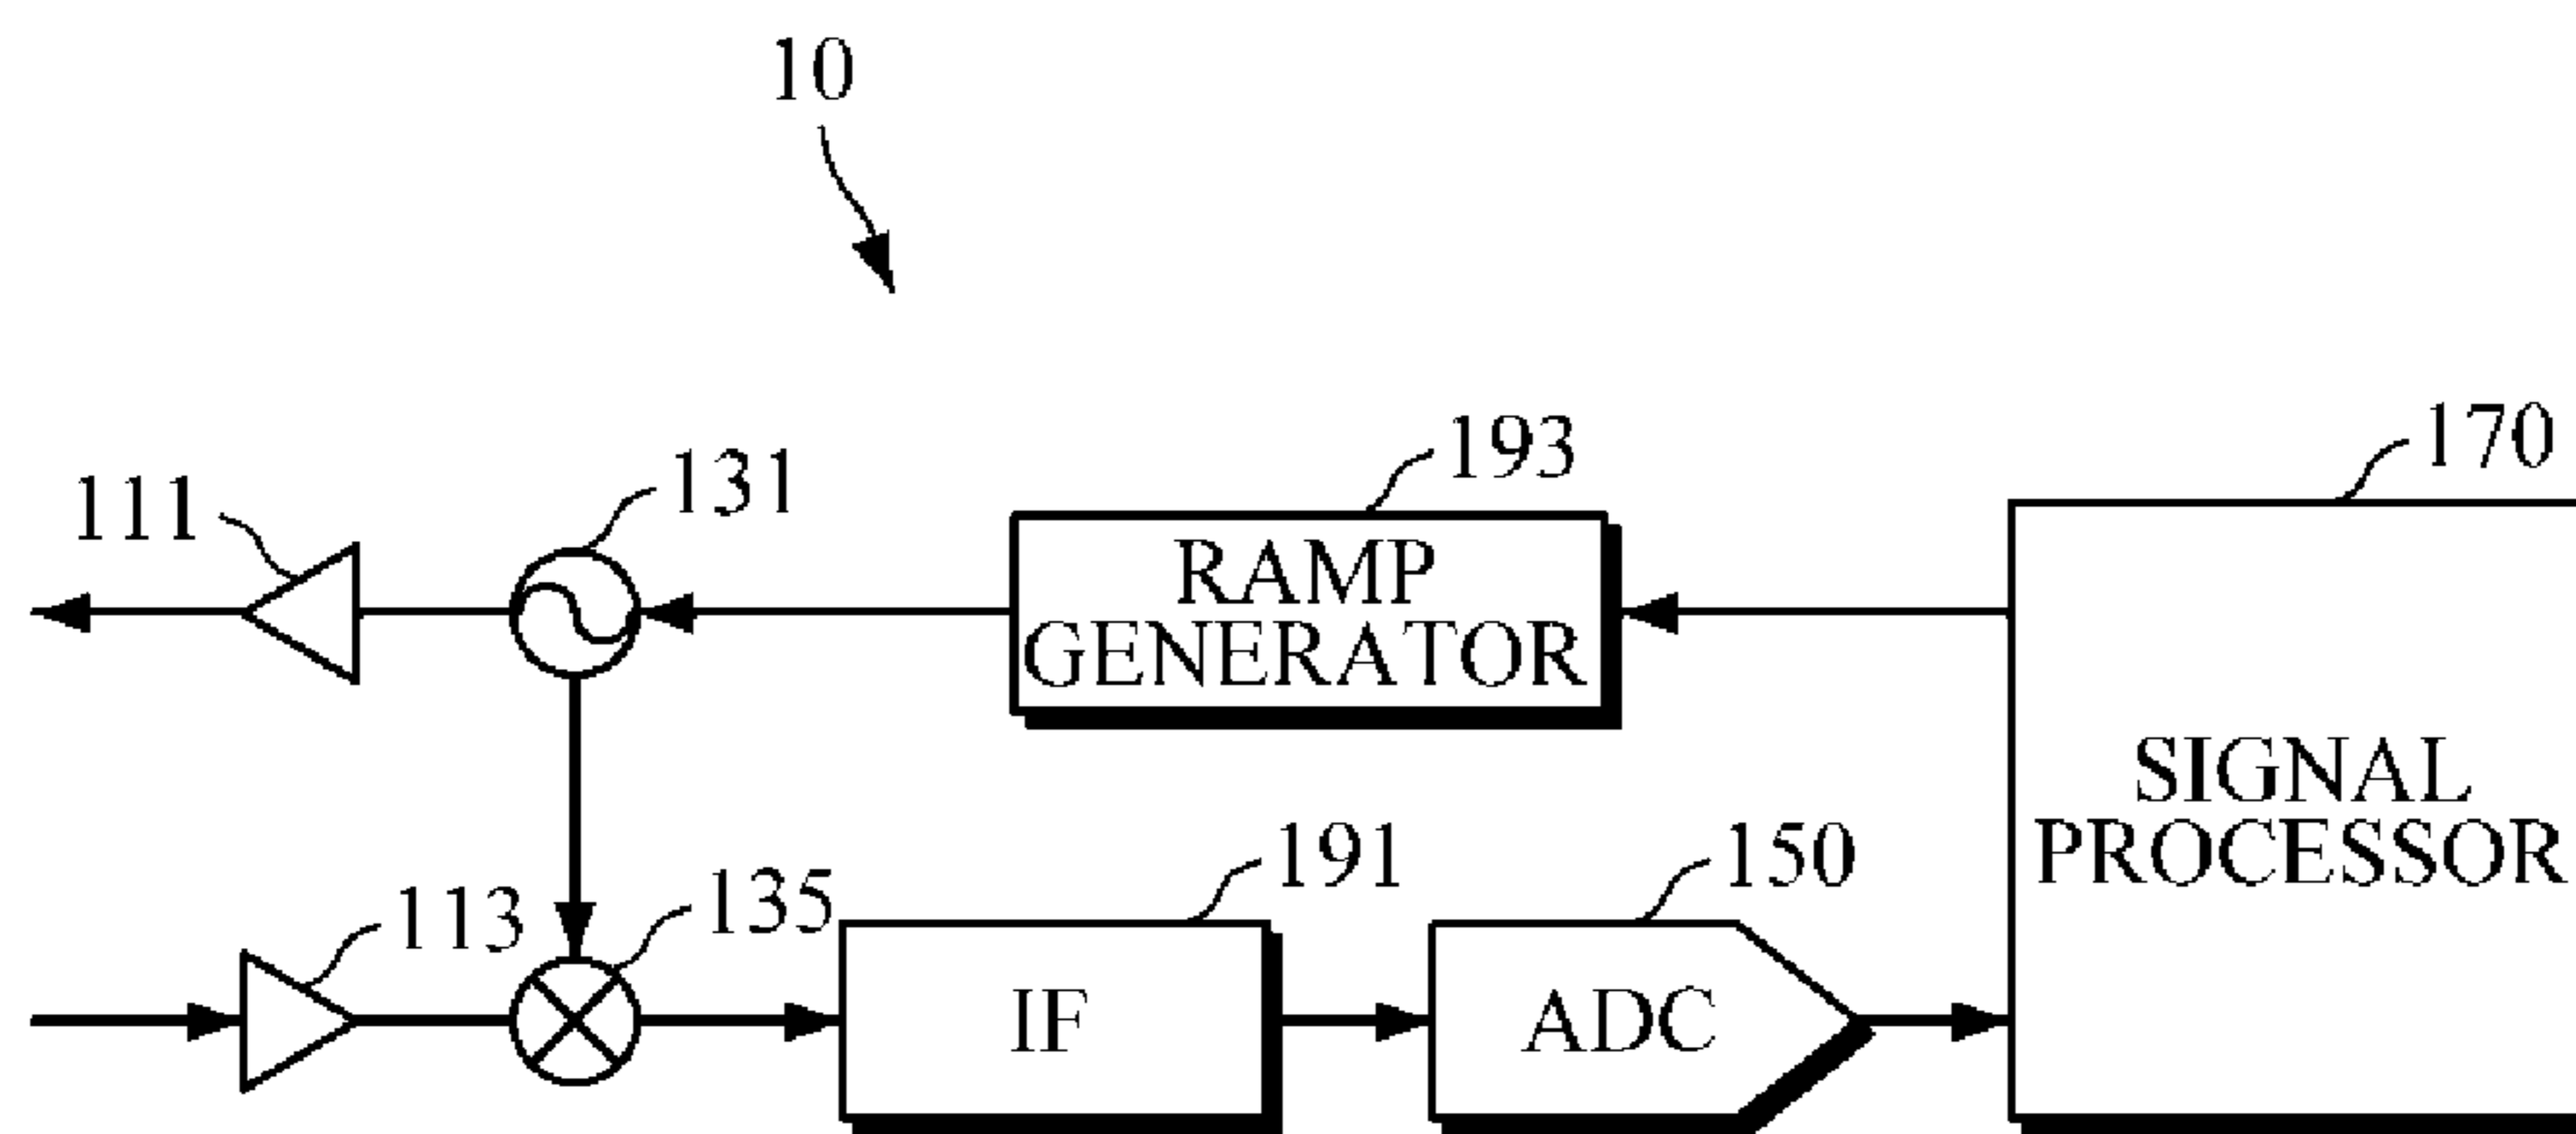 10
193
170
131
111
RAMP
GENERATOR
SIGNAL
PROCESSOR
191
150
135
113
IF
ADC